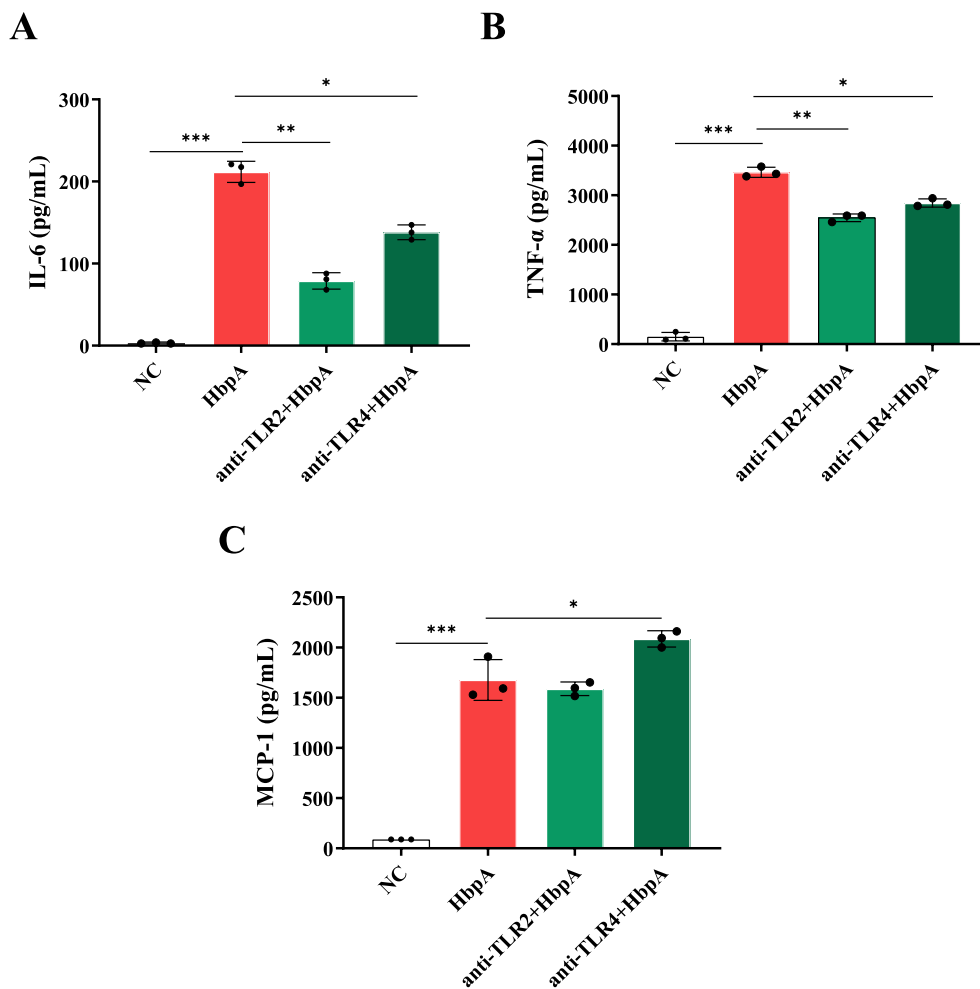 A
IL-6 (pg/mL)
300
200
100
0
***
**
*
NC
HbpA
anti-TLR2+HbpA
anti-TLR4+HbpA
B
TNF-α (pg/mL)
5000
4000
3000
2000
1000
0
***
**
*
NC
HbpA
anti-TLR2+HbpA
anti-TLR4+HbpA
C
MCP-1 (pg/mL)
2500
2000
1500
1000
500
0
***
*
NC
HbpA
anti-TLR2+HbpA
anti-TLR4+HbpA